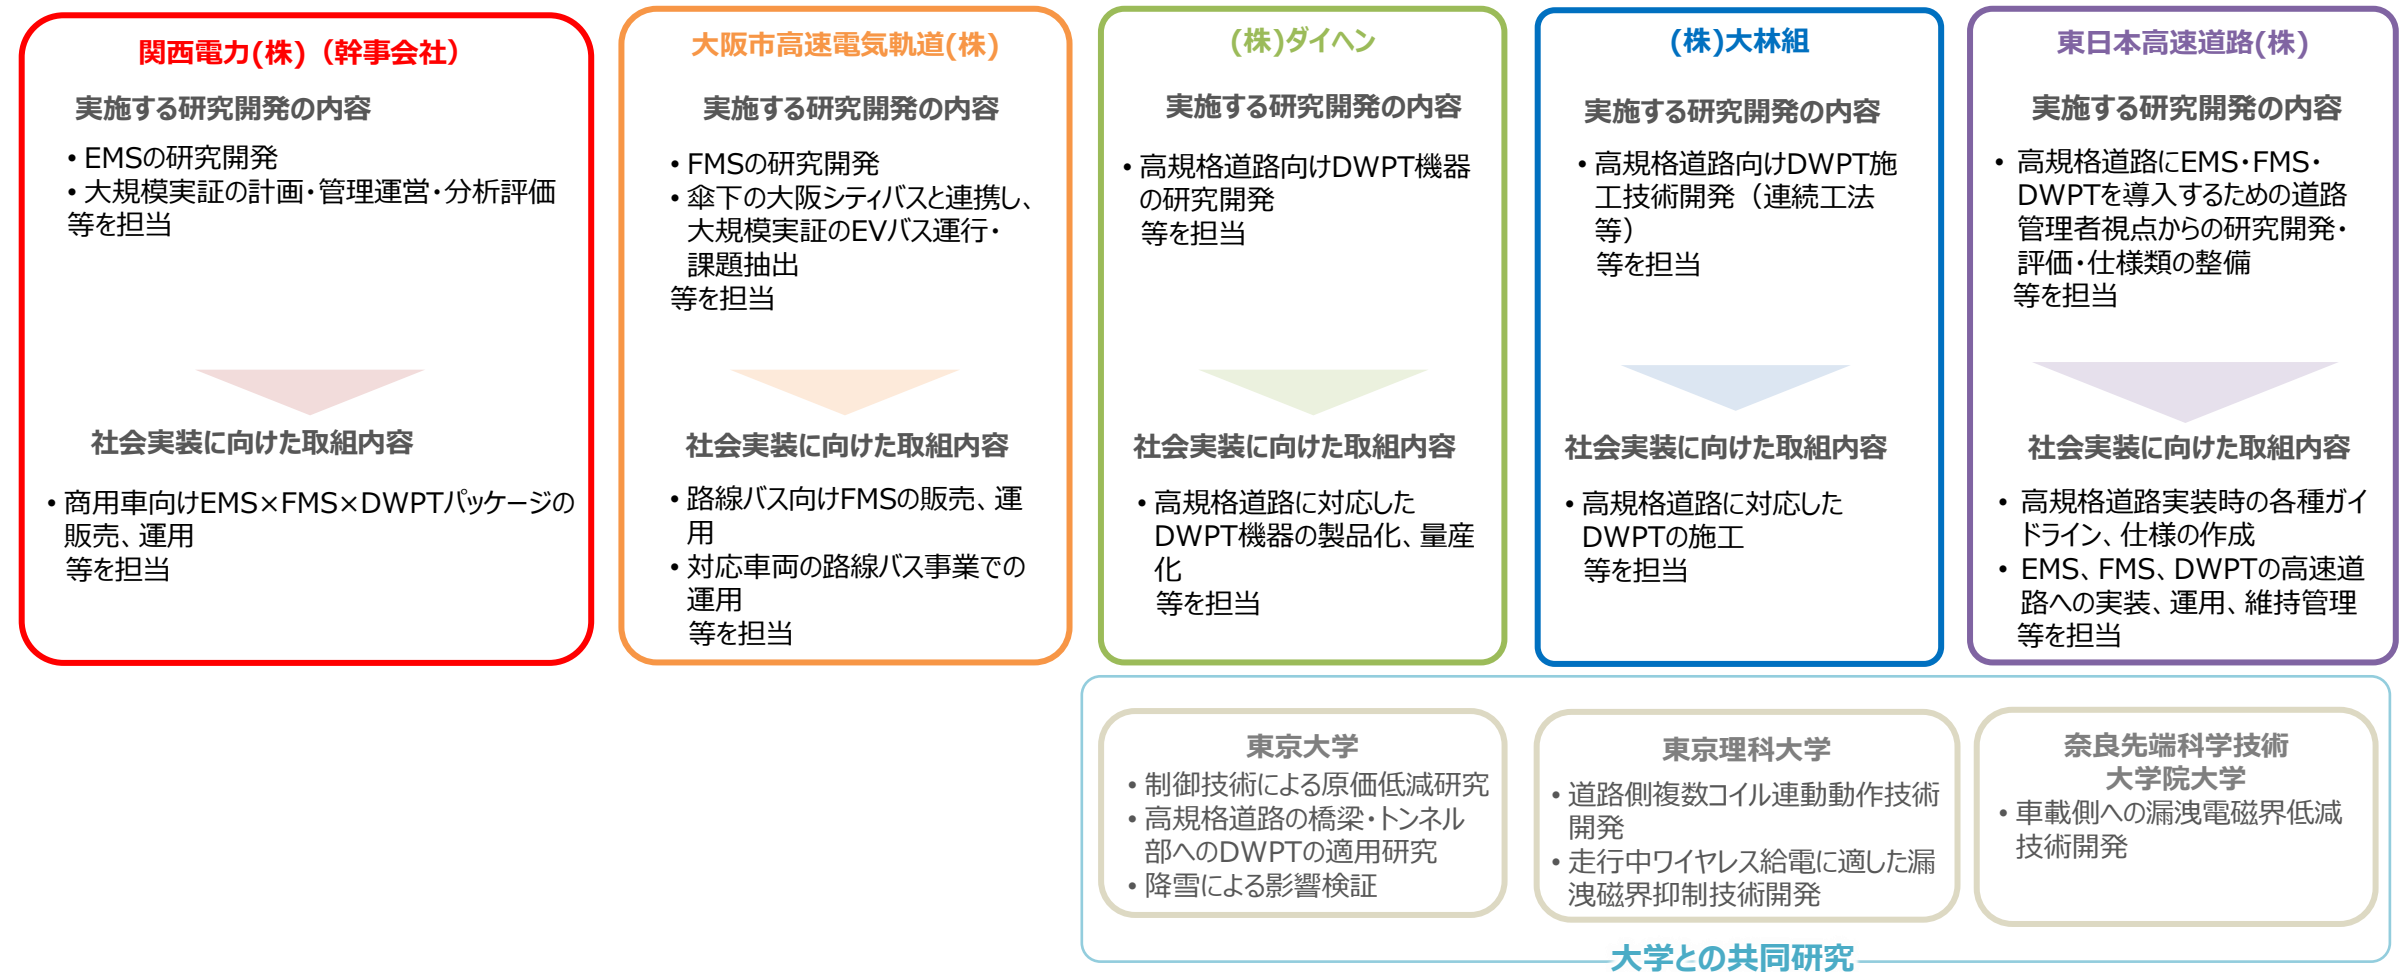 関西電力(株)（幹事会社）
実施する研究開発の内容
• EMSの研究開発
• 大規模実証の計画・管理運営・分析評価
等を担当
社会実装に向けた取組内容
• 商用車向けEMS×FMS×DWPTパッケージの
販売、運用
等を担当
大阪市高速電気軌道(株)
実施する研究開発の内容
• FMSの研究開発
• 傘下の大阪シティバスと連携し、
大規模実証のEVバス運行・
課題抽出
等を担当
社会実装に向けた取組内容
• 路線バス向けFMSの販売、運
用
• 対応車両の路線バス事業での
運用
等を担当
(株)ダイヘン
実施する研究開発の内容
• 高規格道路向けDWPT機器
の研究開発
等を担当
社会実装に向けた取組内容
• 高規格道路に対応した
DWPT機器の製品化、量産
化
等を担当
(株)大林組
実施する研究開発の内容
• 高規格道路向けDWPT施
工技術開発（連続工法
等）
等を担当
社会実装に向けた取組内容
• 高規格道路に対応した
DWPTの施工
等を担当
東日本高速道路(株)
実施する研究開発の内容
• 高規格道路にEMS・FMS・
DWPTを導入するための道路
管理者視点からの研究開発・
評価・仕様類の整備
等を担当
社会実装に向けた取組内容
• 高規格道路実装時の各種ガイ
ドライン、仕様の作成
• EMS、FMS、DWPTの高速道
路への実装、運用、維持管理
等を担当
東京大学
• 制御技術による原価低減研究
• 高規格道路の橋梁・トンネル
部へのDWPTの適用研究
• 降雪による影響検証
東京理科大学
• 道路側複数コイル連動動作技術
開発
• 走行中ワイヤレス給電に適した漏
洩磁界抑制技術開発
奈良先端科学技術
大学院大学
• 車載側への漏洩電磁界低減
技術開発
大学との共同研究